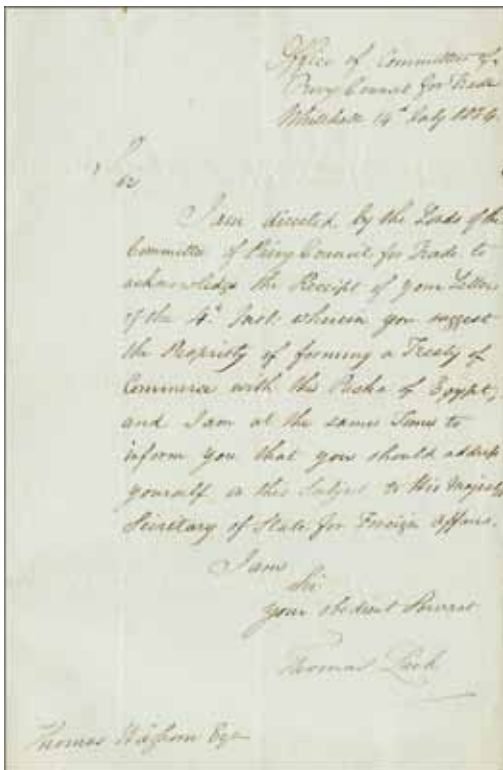 Office of Committee of
Privy Council for Trade
Whitehall 14th July 1834.
Sir
I am directed by the Lords of the
Committee of Privy Council for Trade to
acknowledge the Receipt of your Letter
of the 4th Inst. wherein you suggest
the Propriety of forming a Treaty of
Commerce with the Pasha of Egypt,
and I am at the same Time to
inform you that you should address
yourself on this Subject to His Majesty's
Secretary of State for Foreign Affairs.
I am
Sir
Your obedient Servant
Thomas Lack
Thomas Waghorn Esqr